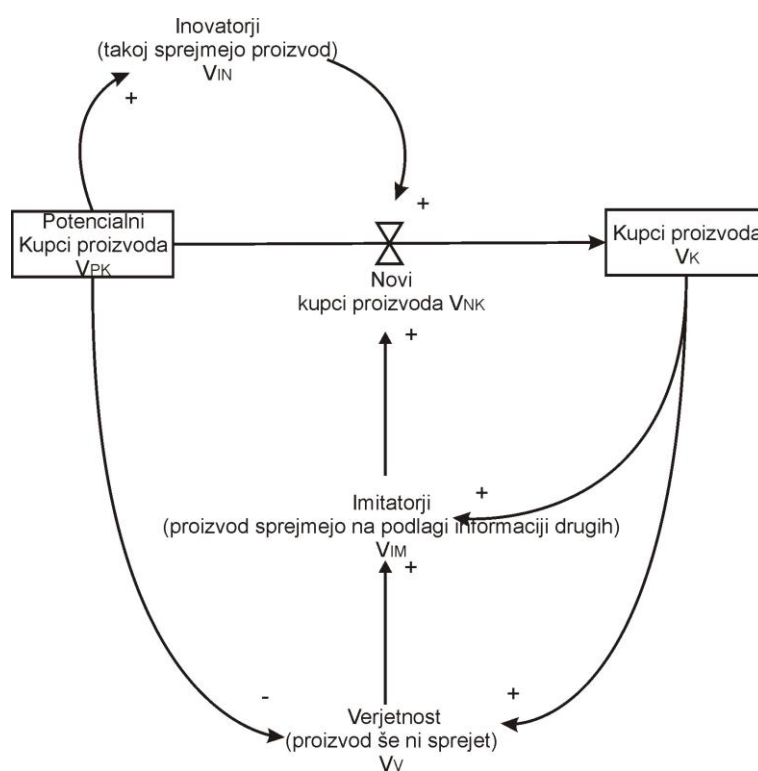 Inovatorji
(takoj sprejmejo proizvod)
VIN
+
+
Potencialni
Kupci proizvoda
VPK
Kupci proizvoda
VK
Novi
kupci proizvoda VNK
+
+
Imitatorji
(proizvod sprejmejo na podlagi informaciji drugih)
VIM
+
-
+
Verjetnost
(proizvod še ni sprejet)
VV